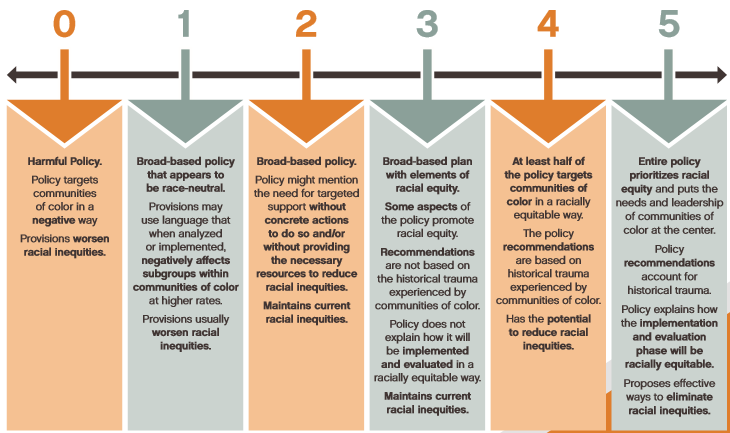 0
1
2
3
4
5
Harmful Policy.
Policy targets
communities
of color in a
negative way
Provisions worsen
racial inequities.
Broad-based policy
that appears to
be race-neutral.
Provisions may
use language that
when analyzed
or implemented,
negatively affects
subgroups within
communities of color
at higher rates.
Provisions usually
worsen racial
inequities.
Broad-based policy.
Policy might mention
the need for targeted
support without
concrete actions
to do so and/or
without providing
the necessary
resources to reduce
racial inequities.
Maintains current
racial inequities.
Broad-based plan
with elements of
racial equity.
Some aspects of
the policy promote
racial equity.
Recommendations
are not based on
the historical trauma
experienced by
communities of color.
Policy does not
explain how it will
be implemented
and evaluated in a
racially equitable way.
Maintains current
racial inequities.
At least half of
the policy targets
communities of
color in a racially
equitable way.
The policy
recommendations
are based on
historical trauma
experienced by
communities of color.
Has the potential
to reduce racial
inequities.
Entire policy
prioritizes racial
equity and puts the
needs and leadership
of communities of
color at the center.
Policy
recommendations
account for
historical trauma.
Policy explains how
the implementation
and evaluation
phase will be
racially equitable.
Proposes effective
ways to eliminate
racial inequities.